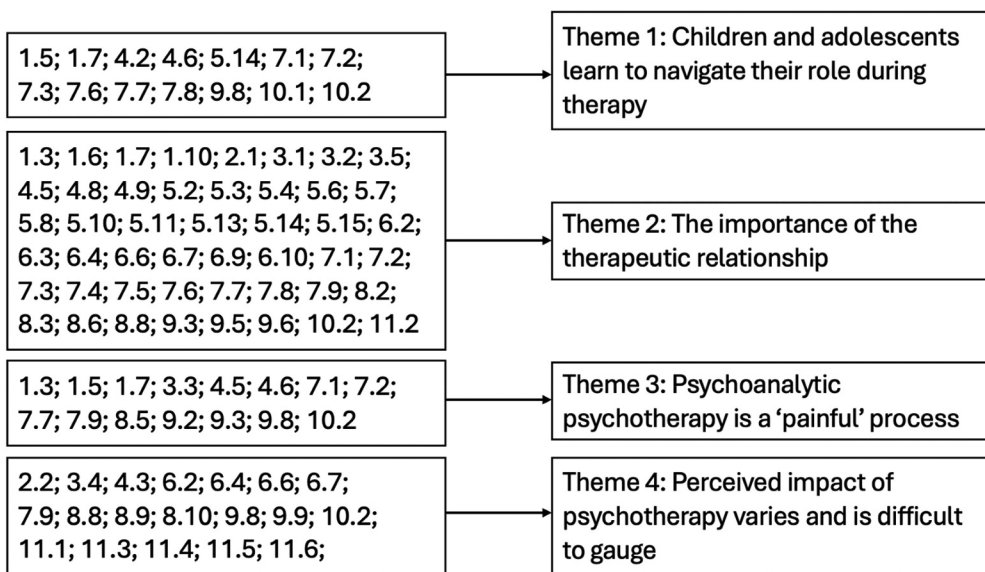 1.5; 1.7; 4.2; 4.6; 5.14; 7.1; 7.2;
7.3; 7.6; 7.7; 7.8; 9.8; 10.1; 10.2
Theme 1: Children and adolescents
learn to navigate their role during
therapy
1.3; 1.6; 1.7; 1.10; 2.1; 3.1; 3.2; 3.5;
4.5; 4.8; 4.9; 5.2; 5.3; 5.4; 5.6; 5.7;
5.8; 5.10; 5.11; 5.13; 5.14; 5.15; 6.2;
6.3; 6.4; 6.6; 6.7; 6.9; 6.10; 7.1; 7.2;
7.3; 7.4; 7.5; 7.6; 7.7; 7.8; 7.9; 8.2;
8.3; 8.6; 8.8; 9.3; 9.5; 9.6; 10.2; 11.2
Theme 2: The importance of the
therapeutic relationship
1.3; 1.5; 1.7; 3.3; 4.5; 4.6; 7.1; 7.2;
7.7; 7.9; 8.5; 9.2; 9.3; 9.8; 10.2
Theme 3: Psychoanalytic
psychotherapy is a ‘painful’ process
2.2; 3.4; 4.3; 6.2; 6.4; 6.6; 6.7;
7.9; 8.8; 8.9; 8.10; 9.8; 9.9; 10.2;
11.1; 11.3; 11.4; 11.5; 11.6;
Theme 4: Perceived impact of
psychotherapy varies and is difficult
to gauge